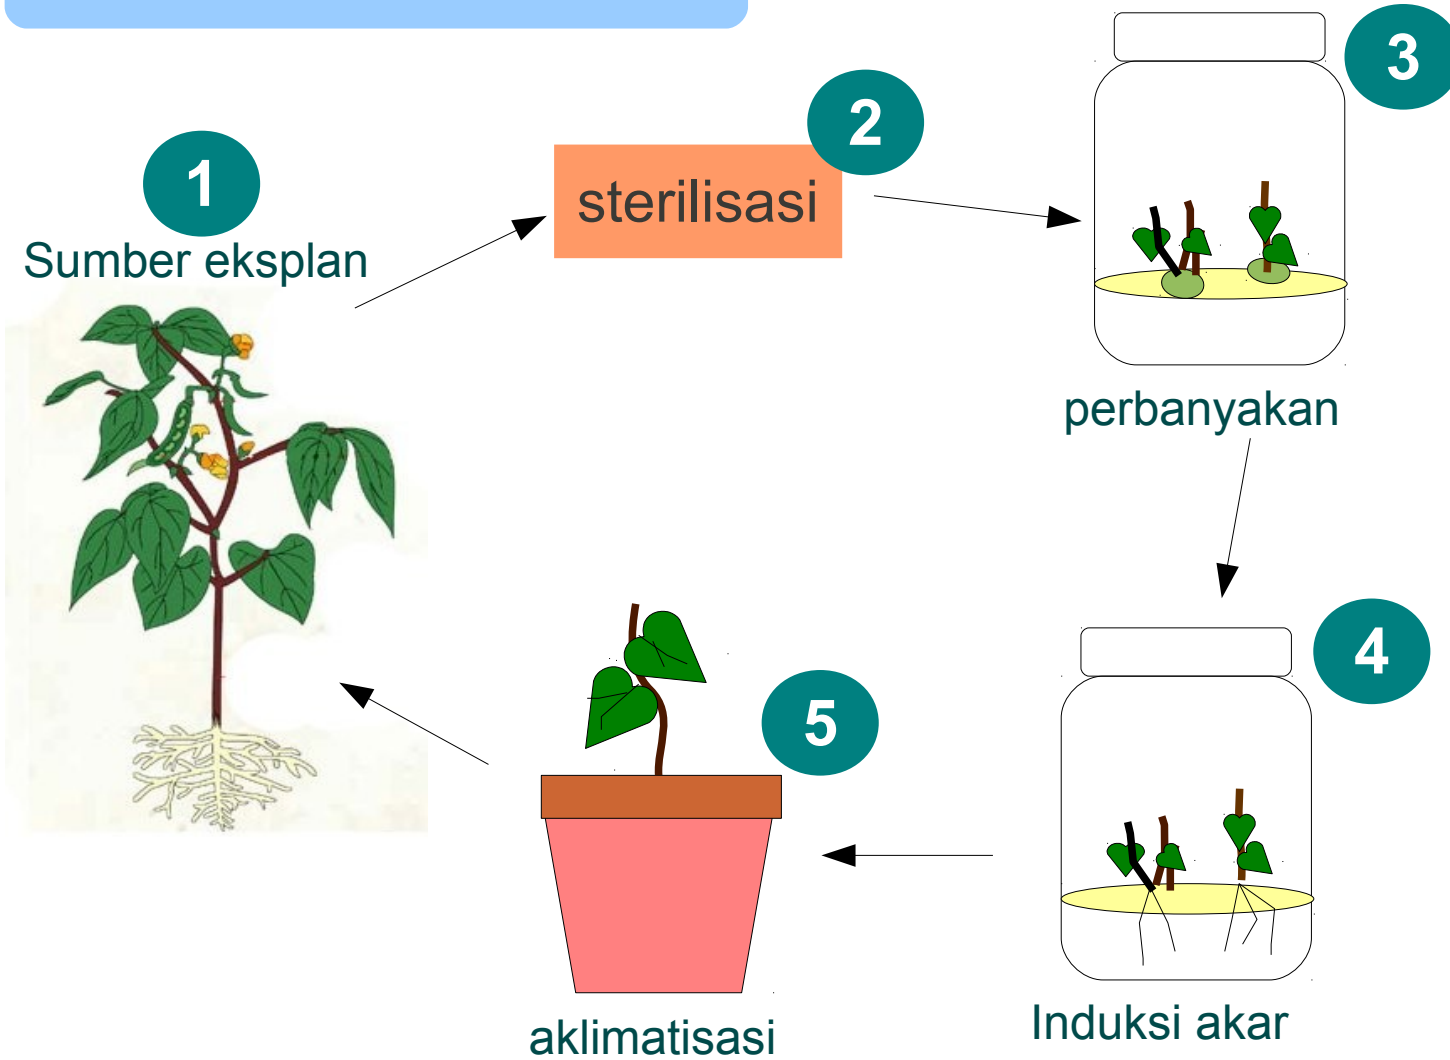 1
Sumber eksplan
2
sterilisasi
3
perbanyakan
4
Induksi akar
5
aklimatisasi